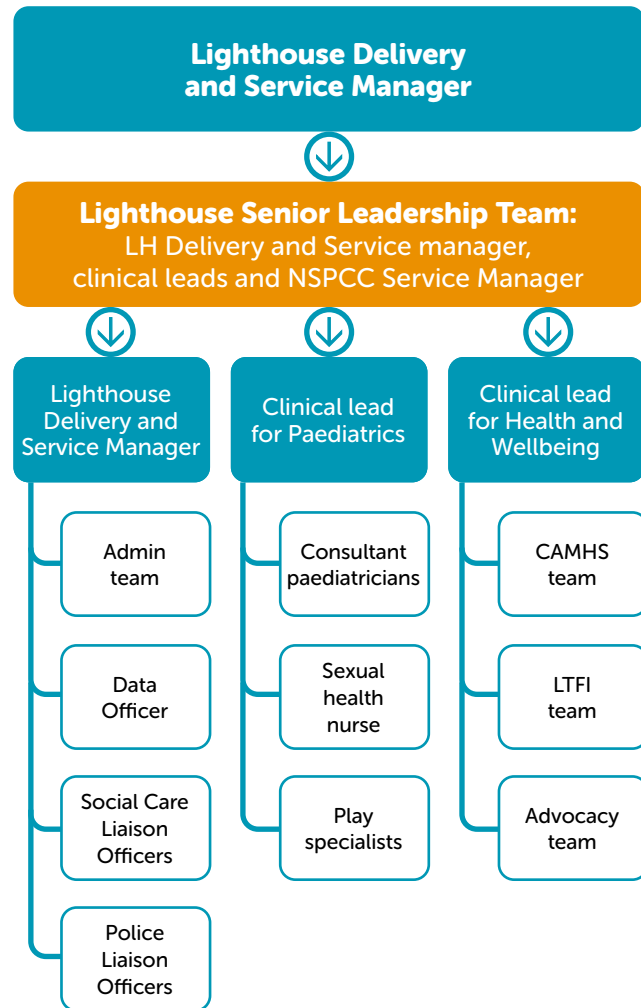 Lighthouse Delivery
and Service Manager
Lighthouse Senior Leadership Team:
LH Delivery and Service manager,
clinical leads and NSPCC Service Manager
Lighthouse
Delivery and
Service Manager
Admin
team
Data
Officer
Social Care
Liaison
Officers
Police
Liaison
Officers
Clinical lead
for Paediatrics
Consultant
paediatricians
Sexual
health
nurse
Play
specialists
Clinical lead
for Health and
Wellbeing
CAMHS
team
LTFI
team
Advocacy
team